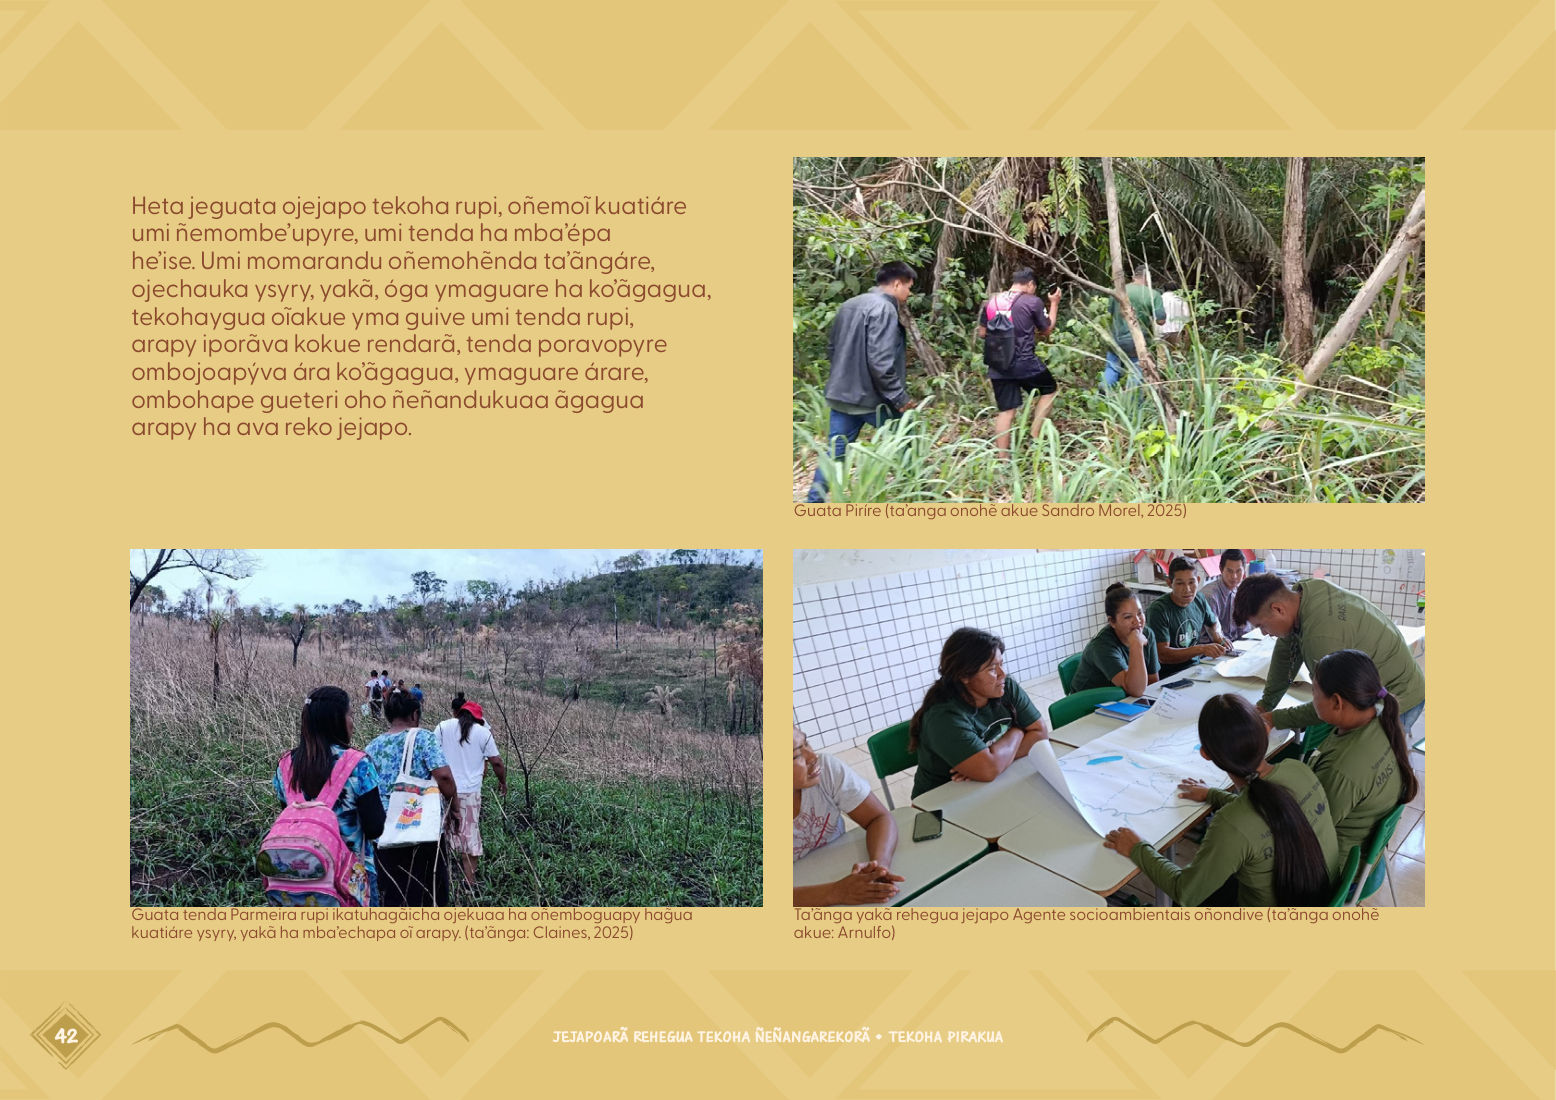 Heta jeguata ojejapo tekoha rupi, oñemoĩ kuatiáre
umi ñemombe’upyre, umi tenda ha mba’épa
he’ise. Umi momarandu oñemohẽnda ta’ãngáre,
ojechauka ysyry, yakã, óga ymaguare ha ko’ãgagua,
tekohaygua oĩakue yma guive umi tenda rupi,
arapy iporãva kokue rendarã, tenda poravopyre
ombojoapýva ára ko’ãgagua, ymaguare árare,
ombohape gueteri oho ñeñandukuaa ãgagua
arapy ha ava reko jejapo.
Guata Piríre (ta’anga onohẽ akue Sandro Morel, 2025)
Guata tenda Parmeira rupi ikatuhagãicha ojekuaa ha oñemboguapy hag̃ua
kuatiáre ysyry, yakã ha mba’echapa oĩ arapy. (ta’ãnga: Claines, 2025)
Ta’ãnga yakã rehegua jejapo Agente socioambientais oñondive (ta’ãnga onohẽ
akue: Arnulfo)
42
JEJAPOARÃ REHEGUA TEKOHA ÑEÑANGAREKORÃ • TEKOHA PIRAKUA